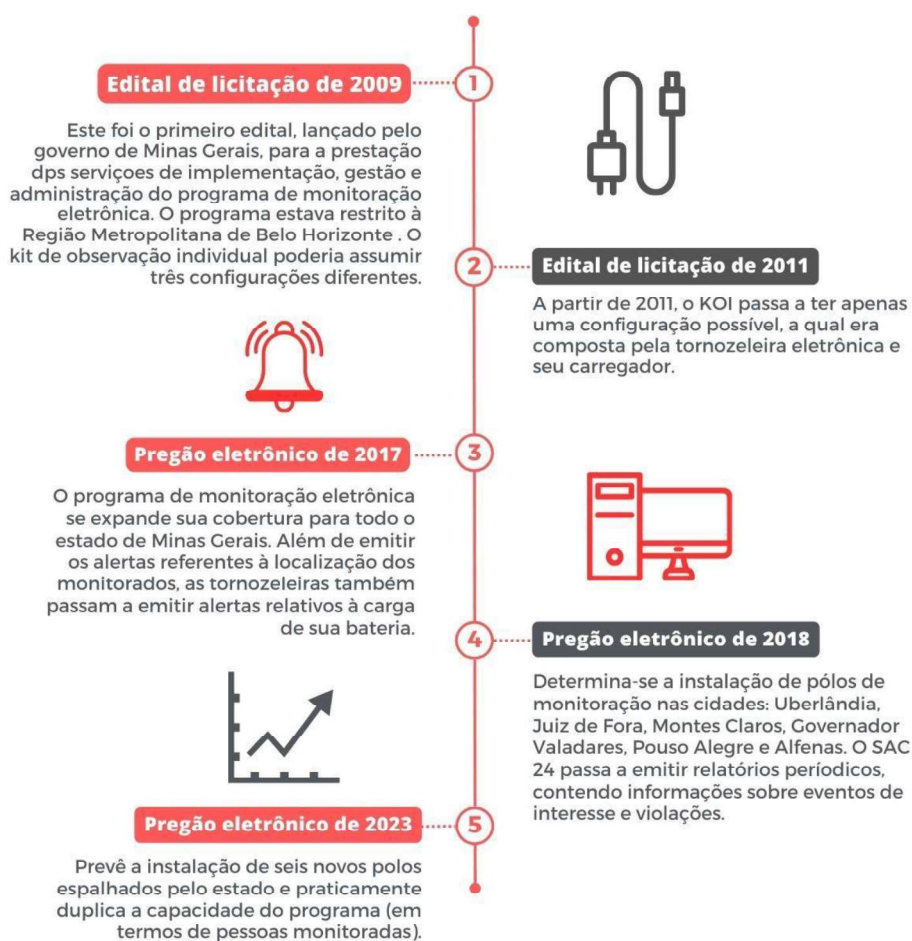 1
Edital de licitação de 2009
Este foi o primeiro edital, lançado pelo
governo de Minas Gerais, para a prestação
dps serviçoes de implementação, gestão e
administração do programa de monitoração
eletrônica. O programa estava restrito à
Região Metropolitana de Belo Horizonte . O
kit de observação individual poderia assumir
três configurações diferentes.
2
Edital de licitação de 2011
A partir de 2011, o KOI passa a ter apenas
uma configuração possível, a qual era
composta pela tornozeleira eletrônica e
seu carregador.
3
Pregão eletrônico de 2017
O programa de monitoração eletrônica
se expande sua cobertura para todo o
estado de Minas Gerais. Além de emitir
os alertas referentes à localização dos
monitorados, as tornozeleiras também
passam a emitir alertas relativos à carga
de sua bateria.
4
Pregão eletrônico de 2018
Determina-se a instalação de pólos de
monitoração nas cidades: Uberlândia,
Juiz de Fora, Montes Claros, Governador
Valadares, Pouso Alegre e Alfenas. O SAC
24 passa a emitir relatórios periódicos,
contendo informações sobre eventos de
interesse e violações.
5
Pregão eletrônico de 2023
Prevê a instalação de seis novos polos
espalhados pelo estado e praticamente
duplica a capacidade do programa (em
termos de pessoas monitoradas).